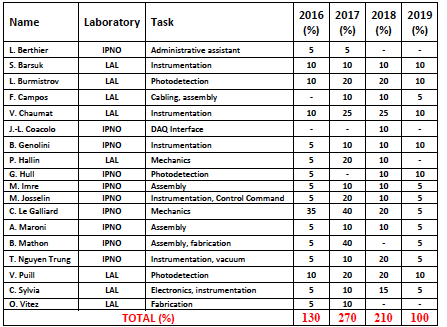 Name Laboratory Task 2016 (%) 2017 (%) 2018 (%) 2019 (%)
L. Berthier IPNO Administrative assistant 5 5 - -
S. Barsuk LAL Instrumentation 10 10 10 10
L. Burmistrov LAL Photodetection 10 20 20 10
F. Campos LAL Cabling, assembly - 10 10 5
V. Chaumat LAL Instrumentation 10 25 25 10
J.-L. Coacolo IPNO DAQ Interface - - 10 -
B. Genolini IPNO Instrumentation 5 10 10 10
P. Hallin LAL Mechanics 5 20 10 -
G. Hull IPNO Photodetection 5 - 10 10
M. Imre IPNO Assembly 5 10 10 5
M. Josselin IPNO Instrumentation, Control Command 5 20 10 5
C. Le Galliard IPNO Mechanics 35 40 20 5
A. Maroni IPNO Assembly 5 10 10 5
B. Mathon IPNO Assembly, fabrication 5 40 - 5
T. Nguyen Trung IPNO Instrumentation, vacuum 5 10 20 5
V. Puill LAL Photodetection 10 20 20 10
C. Sylvia LAL Electronics, instrumentation 5 10 15 5
O. Vitez LAL Fabrication 5 10 - -
TOTAL (%) 130 270 210 100